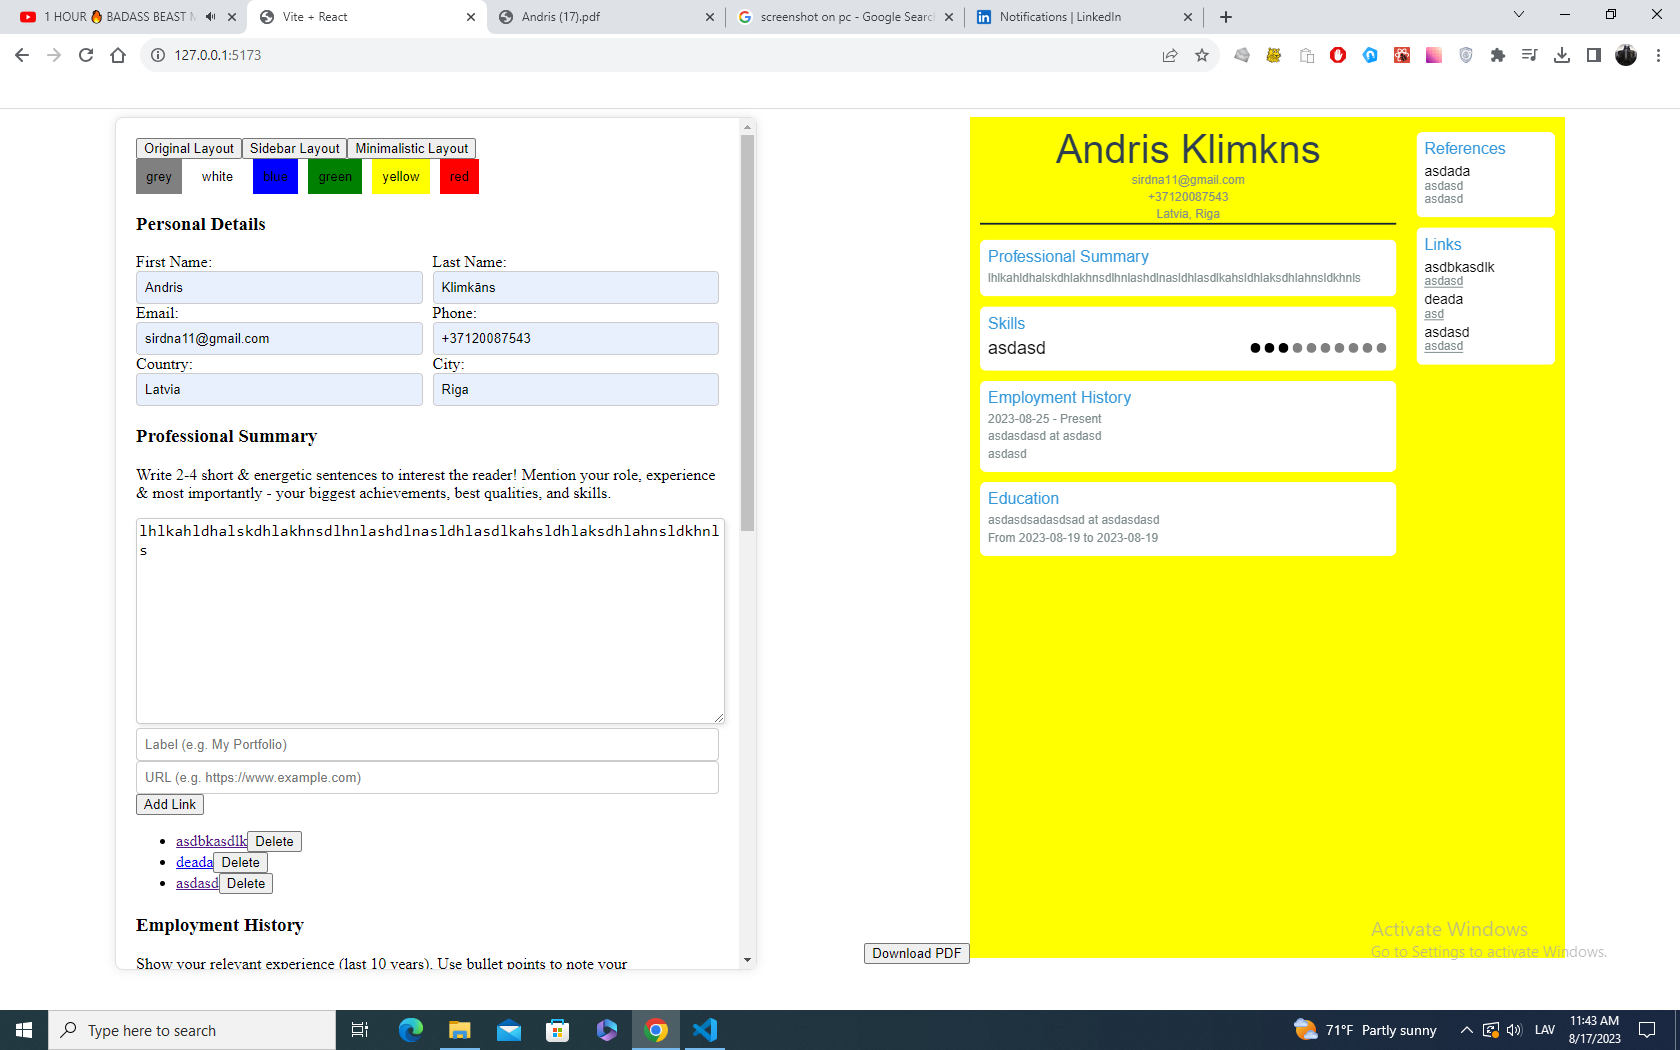 1 HOUR 🔥 BADASS BEAST
Vite + React
Andris (17).pdf
screenshot on pc - Google Searc
Notifications | LinkedIn
127.0.0.1:5173
Original Layout Sidebar Layout Minimalistic Layout
grey white blue green yellow red
Personal Details
First Name: Last Name:
Andris Klimkāns
Email: Phone:
sirdna11@gmail.com +37120087543
Country: City:
Latvia Riga
Professional Summary
Write 2-4 short & energetic sentences to interest the reader! Mention your role, experience
& most importantly - your biggest achievements, best qualities, and skills.
lhlkahldhalskdhlakhnsdlhnlashdlnasldhlasdlkahsldhlaksdhlahnsldkhnl
s
Label (e.g. My Portfolio)
URL (e.g. https://www.example.com)
Add Link
asdbkasdlk Delete
deada Delete
asdasd Delete
Employment History
Show your relevant experience (last 10 years). Use bullet points to note your
Download PDF
Andris Klimkns
sirdna11@gmail.com
+37120087543
Latvia, Riga
Professional Summary
lhlkahldhalskdhlakhnsdlhnlashdlnasldhlasdlkahsldhlaksdhlahnsldkhnls
Skills
asdasd
Employment History
2023-08-25 - Present
asdasdasd at asdasd
asdasd
Education
asdasdsadasdsad at asdasdasd
From 2023-08-19 to 2023-08-19
References
asdada
asdasd
asdasd
Links
asdbkasdlk
asdasd
deada
asd
asdasd
asdasd
Activate Windows
Go to Settings to activate Windows.
Type here to search
71°F Partly sunny
LAV
11:43 AM
8/17/2023